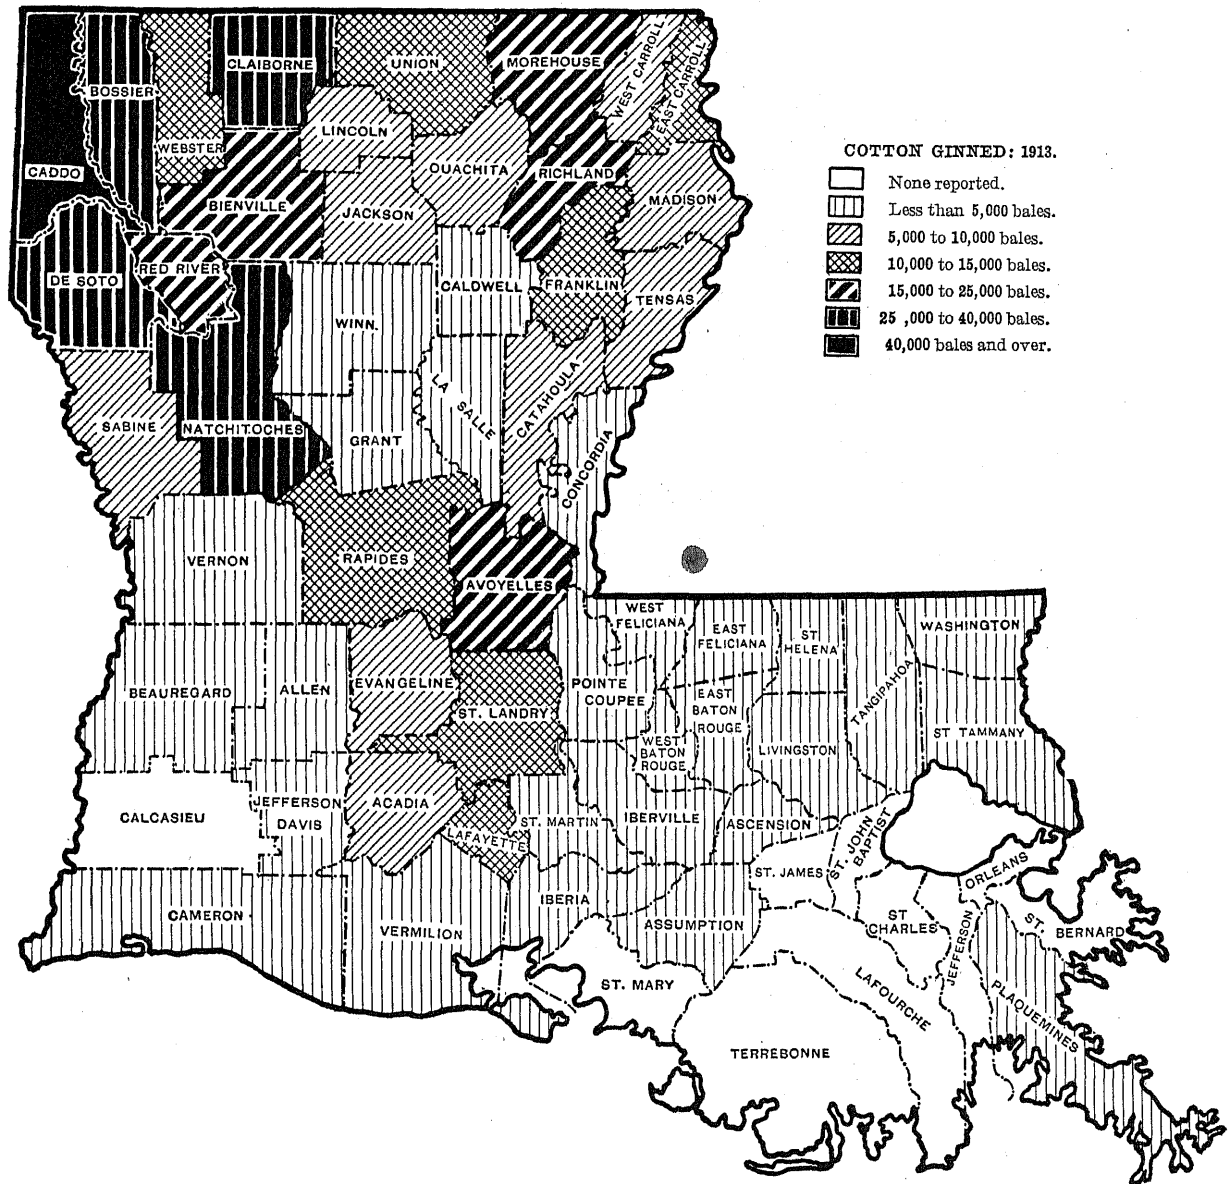 COTTON GINNED: 1913.
None reported.
Less than 5,000 bales.
5,000 to 10,000 bales.
10,000 to 15,000 bales.
15,000 to 25,000 bales.
25 ,000 to 40,000 bales.
40,000 bales and over.
CADDO
BOSSIER
WEBSTER
CLAIBORNE
UNION
MOREHOUSE
WEST CARROLL
EAST CARROLL
LINCOLN
OUACHITA
RICHLAND
MADISON
BIENVILLE
JACKSON
DE SOTO
RED RIVER
WINN.
CALDWELL
FRANKLIN
TENSAS
SABINE
NATCHITOCHES
GRANT
LA SALLE
CATAHOULA
CONCORDIA
VERNON
RAPIDES
AVOYELLES
WEST
FELICIANA
EAST
FELICIANA
ST
HELENA
TANGIPAHOA
WASHINGTON
BEAUREGARD
ALLEN
EVANGELINE
ST. LANDRY
POINTE
COUPEE
EAST
BATON
ROUGE
WEST
BATON
ROUGE
LIVINGSTON
ST TAMMANY
CALCASIEU
JEFFERSON
DAVIS
ACADIA
LAFAYETTE
ST. MARTIN
IBERVILLE
ASCENSION
ST. JAMES
ST. JOHN
BAPTIST
ORLEANS
CAMERON
VERMILION
IBERIA
ASSUMPTION
ST
CHARLES
JEFFERSON
ST. BERNARD
ST. MARY
LAFOURCHE
PLAQUEMINES
TERREBONNE